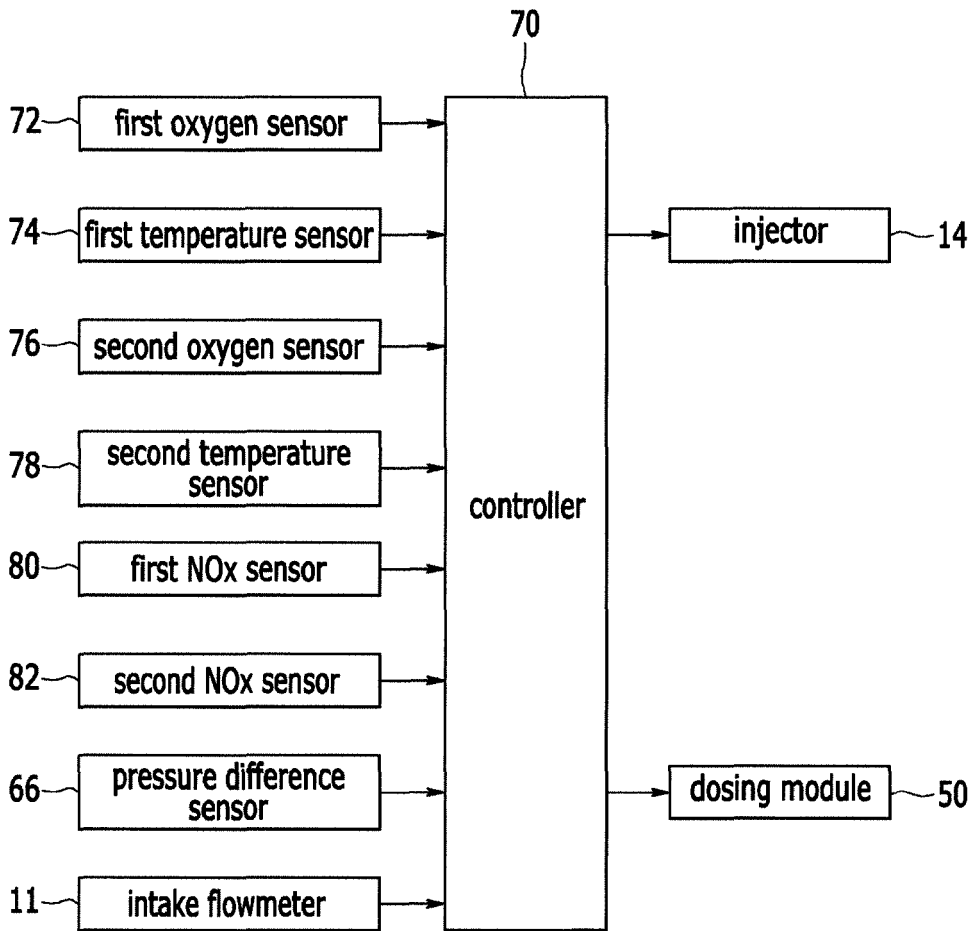 70
72 first oxygen sensor
74 first temperature sensor
injector 14
76 second oxygen sensor
78 second temperature
sensor
controller
80 first NOx sensor
82 second NOx sensor
66 pressure difference
sensor
dosing module 50
11 intake flowmeter